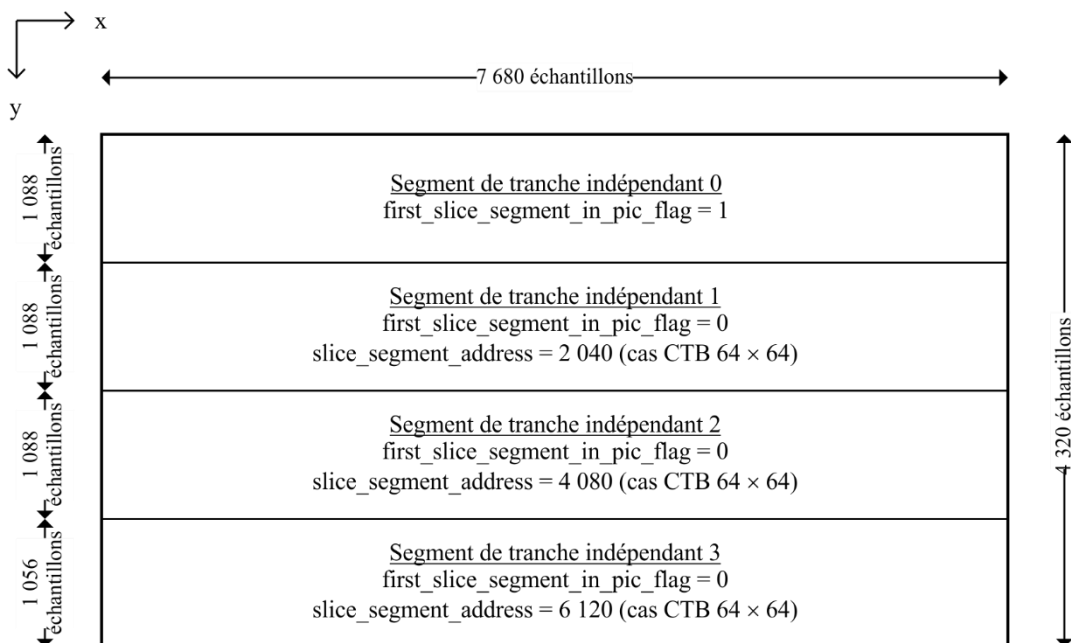 x
y
7 680 échantillons
1 088
échantillons
Segment de tranche indépendant 0
first_slice_segment_in_pic_flag = 1
1 088
échantillons
Segment de tranche indépendant 1
first_slice_segment_in_pic_flag = 0
slice_segment_address = 2 040 (cas CTB 64 × 64)
1 088
échantillons
Segment de tranche indépendant 2
first_slice_segment_in_pic_flag = 0
slice_segment_address = 4 080 (cas CTB 64 × 64)
1 056
échantillons
Segment de tranche indépendant 3
first_slice_segment_in_pic_flag = 0
slice_segment_address = 6 120 (cas CTB 64 × 64)
4 320 échantillons